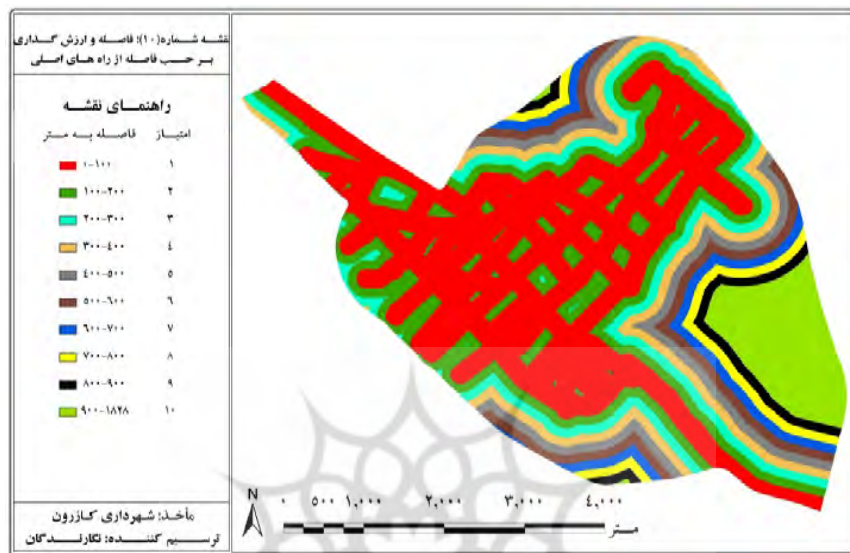 نقشه شماره(۱۰): فاصله و ارزش گذاری
بر حسب فاصله از راه های اصلی
راهنمای نقشه
امتیاز فاصله به متر
۱ ۰-۱۰۰
۲ ۱۰۰-۲۰۰
۳ ۲۰۰-۳۰۰
۴ ۳۰۰-۴۰۰
۵ ۴۰۰-۵۰۰
۶ ۵۰۰-۶۰۰
۷ ۶۰۰-۷۰۰
۸ ۷۰۰-۸۰۰
۹ ۸۰۰-۹۰۰
۱۰ ۹۰۰-۱۸۲۸
مأخذ: شهرداری کازرون
ترسیم کننده: نگارندگان
N
۰ ۵۰۰ ۱,۰۰۰ ۲,۰۰۰ ۳,۰۰۰ ۴,۰۰۰
متر